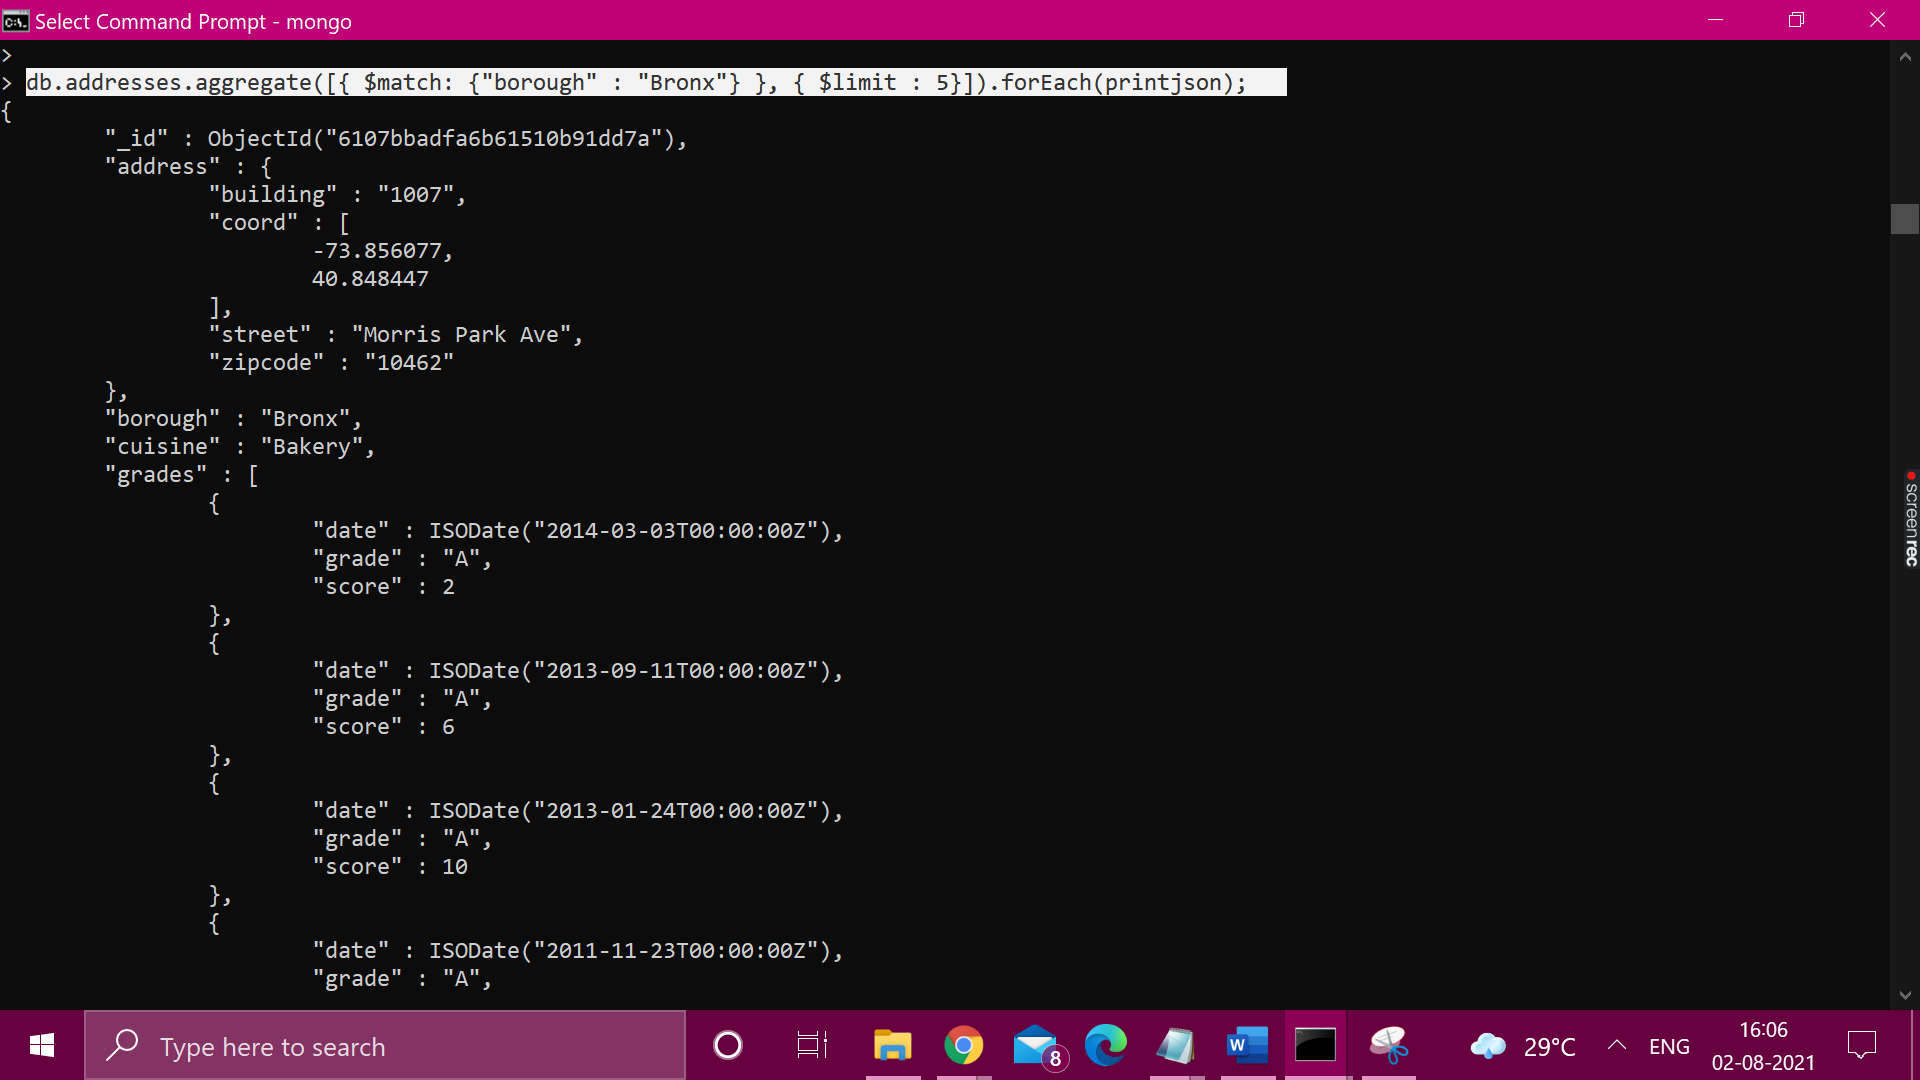 Select Command Prompt - mongo
>
> db.addresses.aggregate([{ $match: {"borough" : "Bronx"} }, { $limit : 5}]).forEach(printjson);
{
"_id" : ObjectId("6107bbadfa6b61510b91dd7a"),
"address" : {
"building" : "1007",
"coord" : [
-73.856077,
40.848447
],
"street" : "Morris Park Ave",
"zipcode" : "10462"
},
"borough" : "Bronx",
"cuisine" : "Bakery",
"grades" : [
{
"date" : ISODate("2014-03-03T00:00:00Z"),
"grade" : "A",
"score" : 2
},
{
"date" : ISODate("2013-09-11T00:00:00Z"),
"grade" : "A",
"score" : 6
},
{
"date" : ISODate("2013-01-24T00:00:00Z"),
"grade" : "A",
"score" : 10
},
{
"date" : ISODate("2011-11-23T00:00:00Z"),
"grade" : "A",
screenrec
Type here to search
8
W
29°C
ENG
16:06
02-08-2021